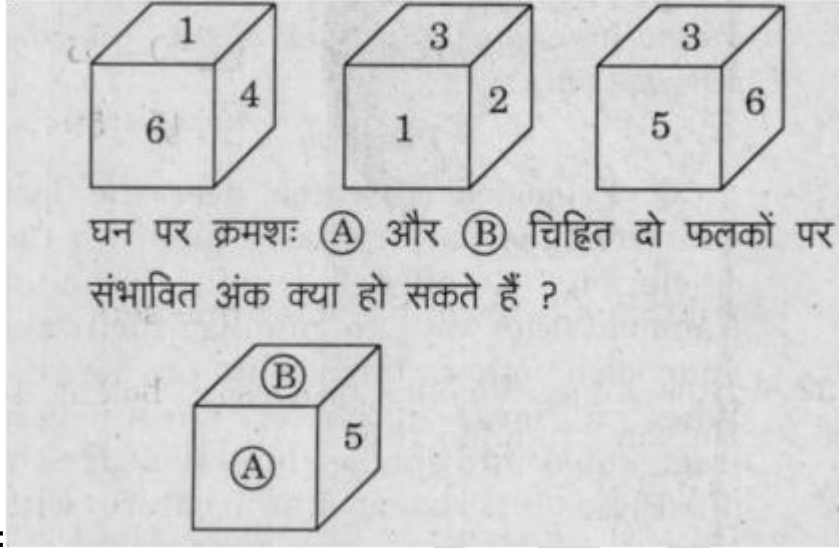 1 3 3
6 4 1 2 5 6
घन पर क्रमशः Ⓐ और Ⓑ चिह्नित दो फलकों पर
संभावित अंक क्या हो सकते हैं ?
Ⓑ
Ⓐ 5